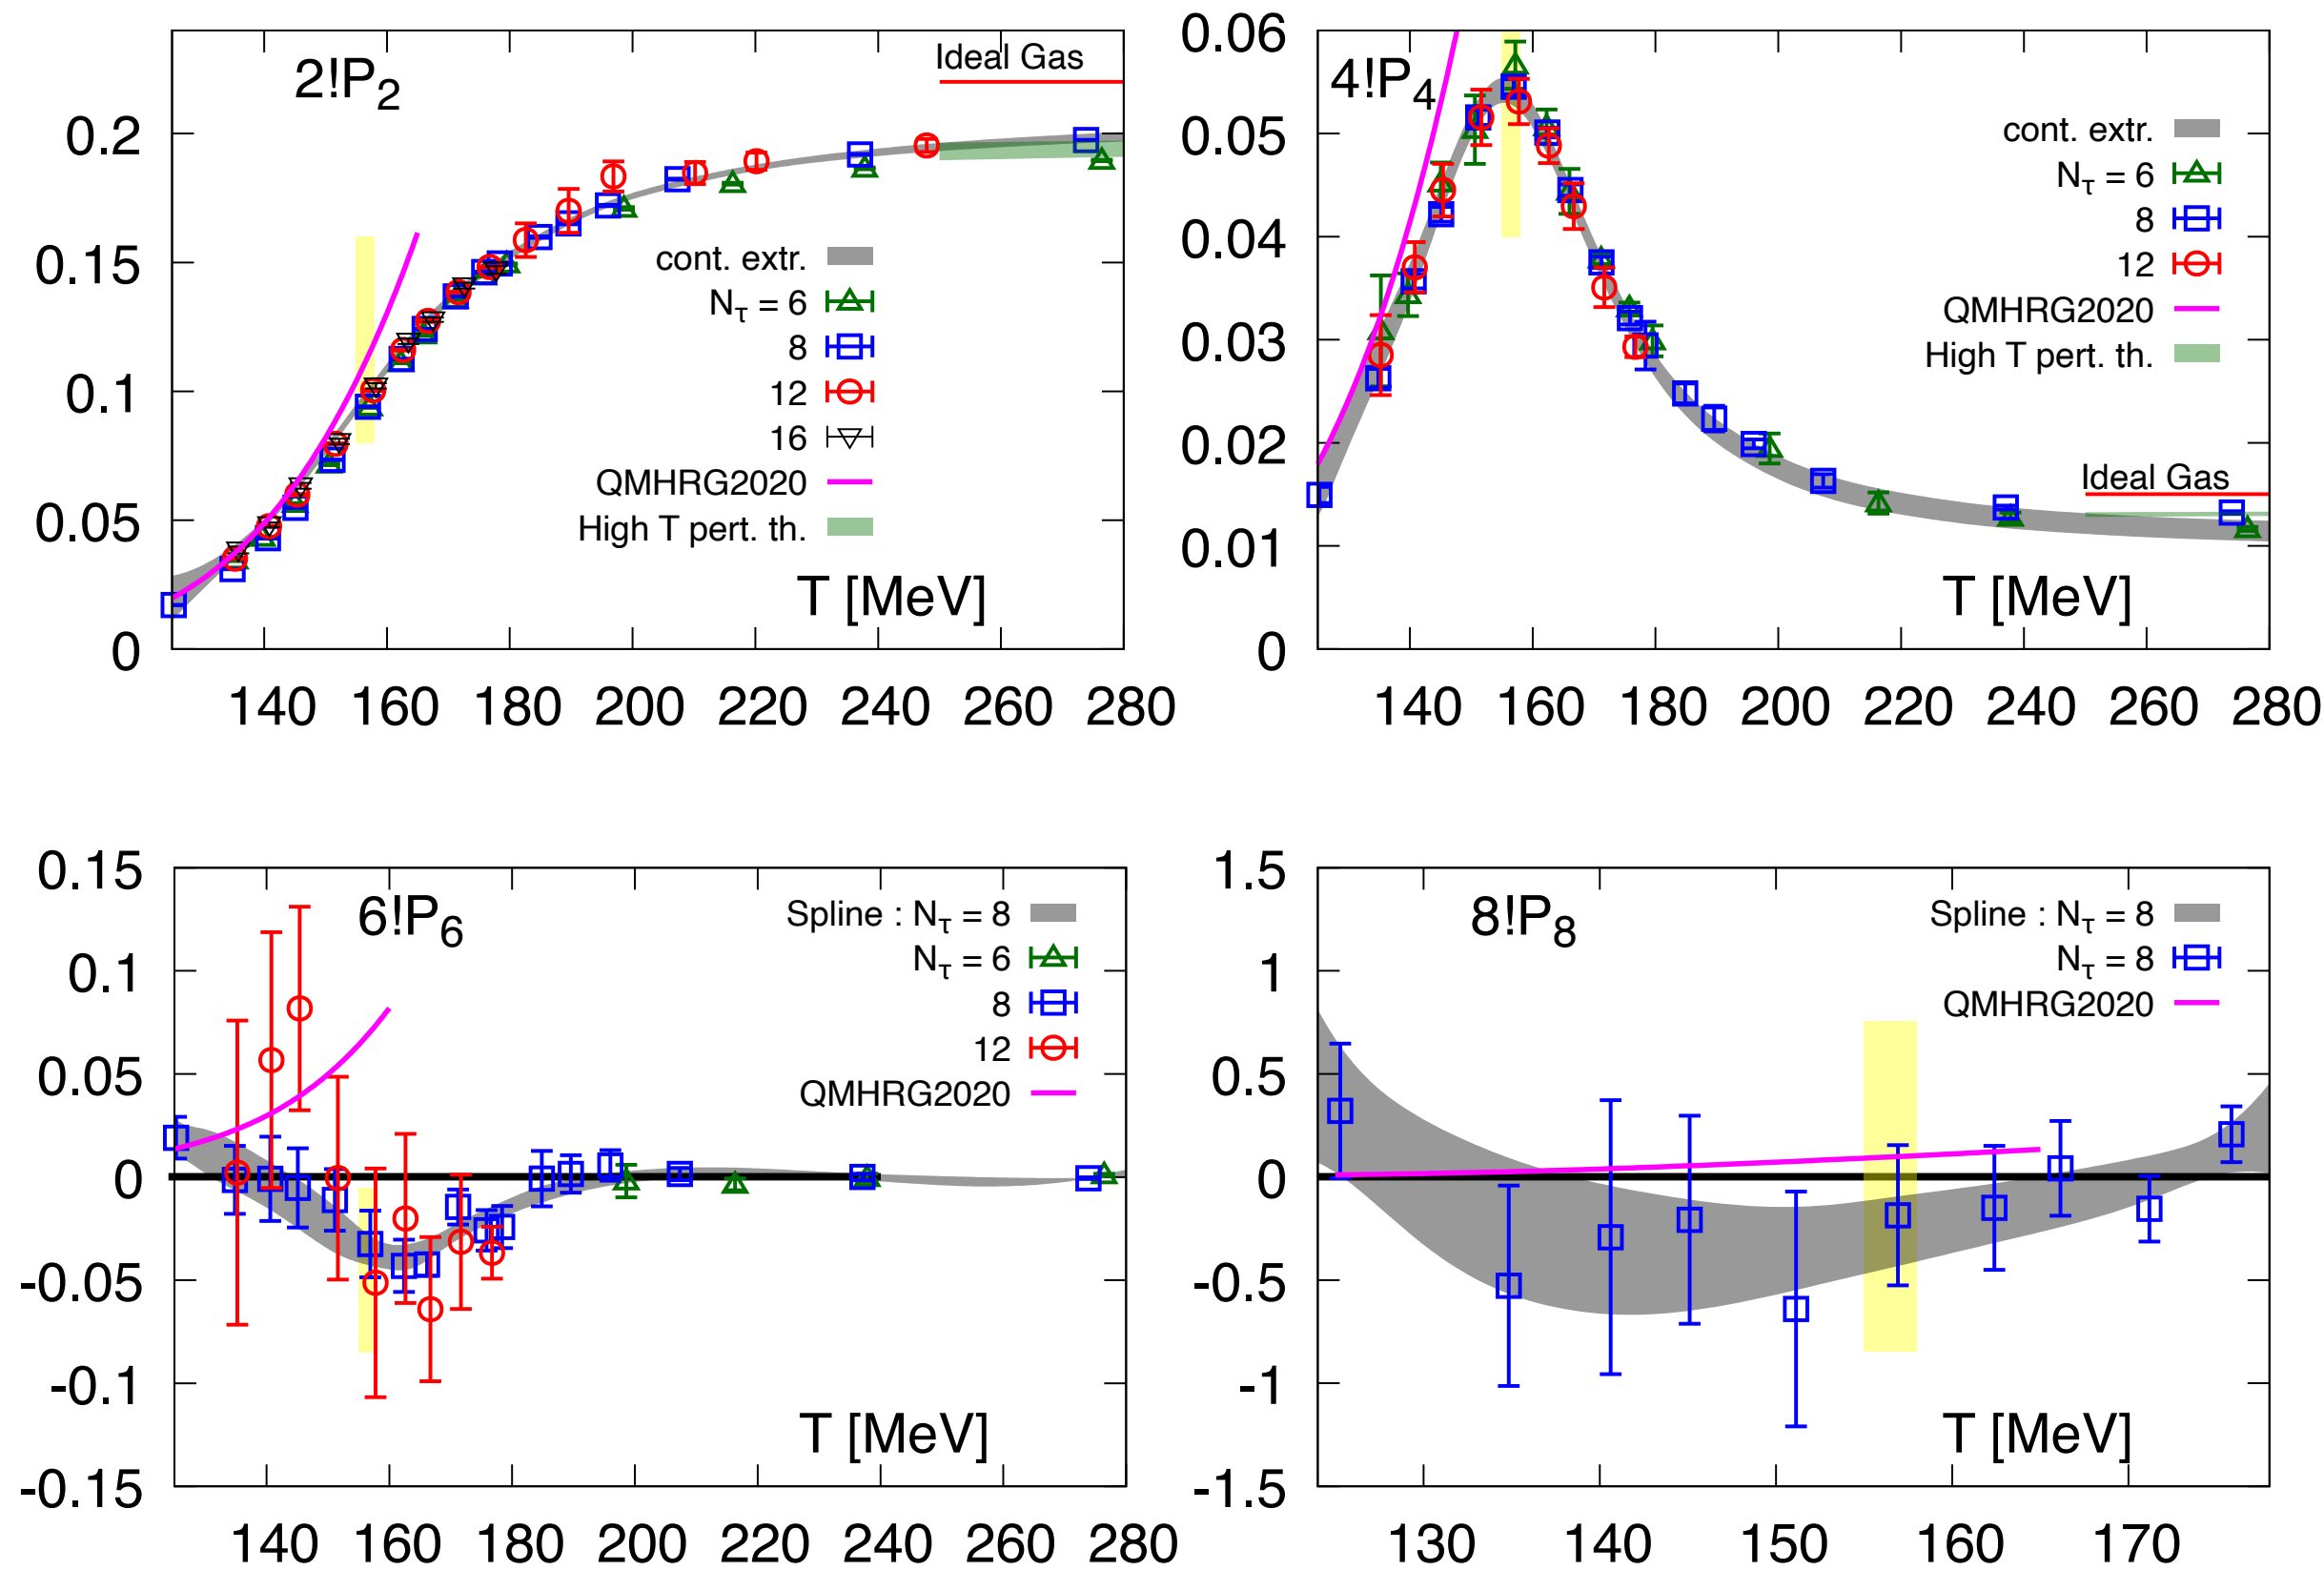 2!P2
Ideal Gas
0.2
0.15
0.1
0.05
0
cont. extr.
Nτ = 6
8
12
16
QMHRG2020
High T pert. th.
T [MeV]
140 160 180 200 220 240 260 280
4!P4
0.06
0.05
0.04
0.03
0.02
0.01
0
cont. extr.
Nτ = 6
8
12
QMHRG2020
High T pert. th.
Ideal Gas
T [MeV]
140 160 180 200 220 240 260 280
6!P6
0.15
0.1
0.05
0
-0.05
-0.1
-0.15
Spline : Nτ = 8
Nτ = 6
8
12
QMHRG2020
T [MeV]
140 160 180 200 220 240 260 280
8!P8
1.5
1
0.5
0
-0.5
-1
-1.5
Spline : Nτ = 8
Nτ = 8
QMHRG2020
T [MeV]
130 140 150 160 170